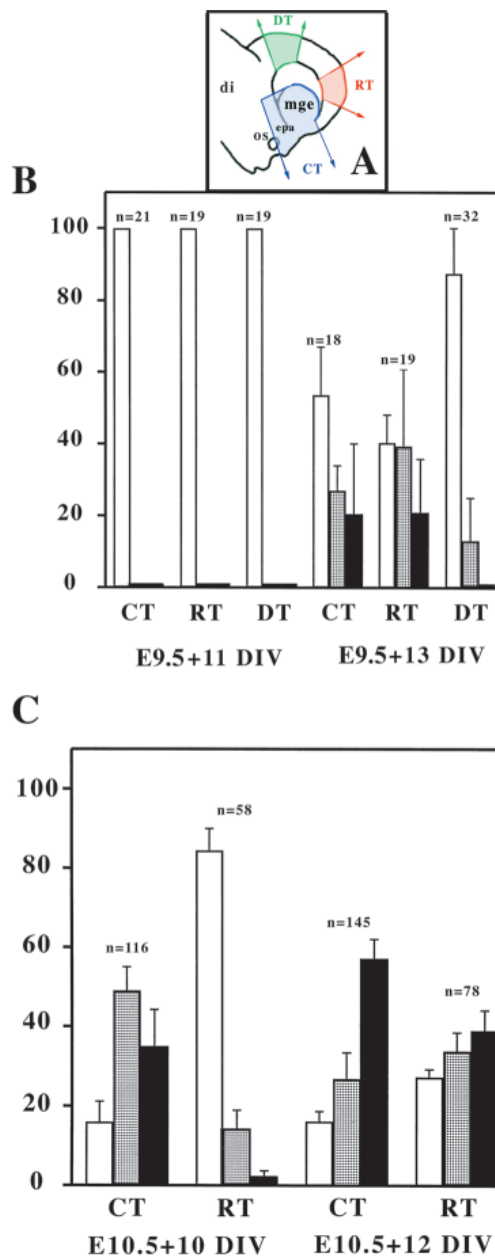 DT
di
RT
mge
os
epa
CT
A
B
n=21 n=19 n=19 n=32
100
80
n=18 n=19
60
40
20
0
CT RT DT CT RT DT
E9.5+11 DIV E9.5+13 DIV
C
100
n=58
80
n=145
60
n=116
n=78
40
20
0
CT RT CT RT
E10.5+10 DIV E10.5+12 DIV